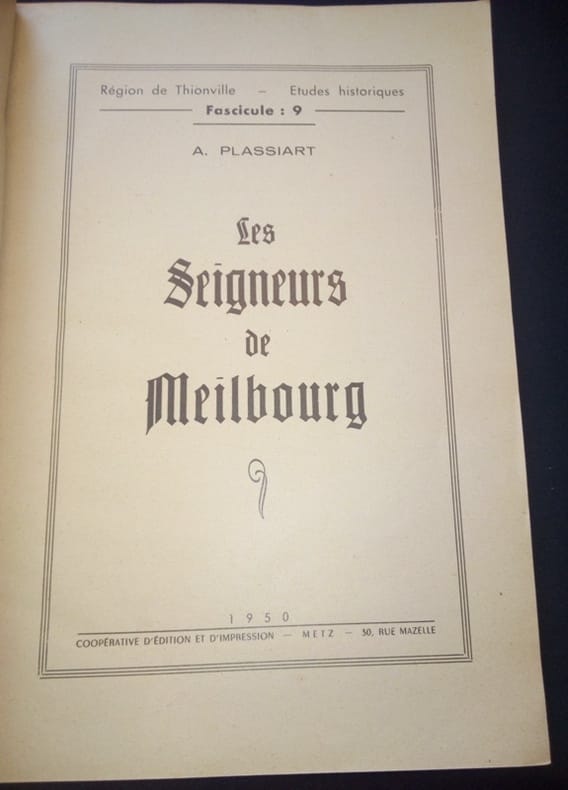 Région de Thionville – Etudes historiques
Fascicule : 9
A. PLASSIART
Les
Seigneurs
de
Meilbourg
1950
COOPÉRATIVE D'ÉDITION ET D'IMPRESSION — METZ — 50, RUE MAZELLE